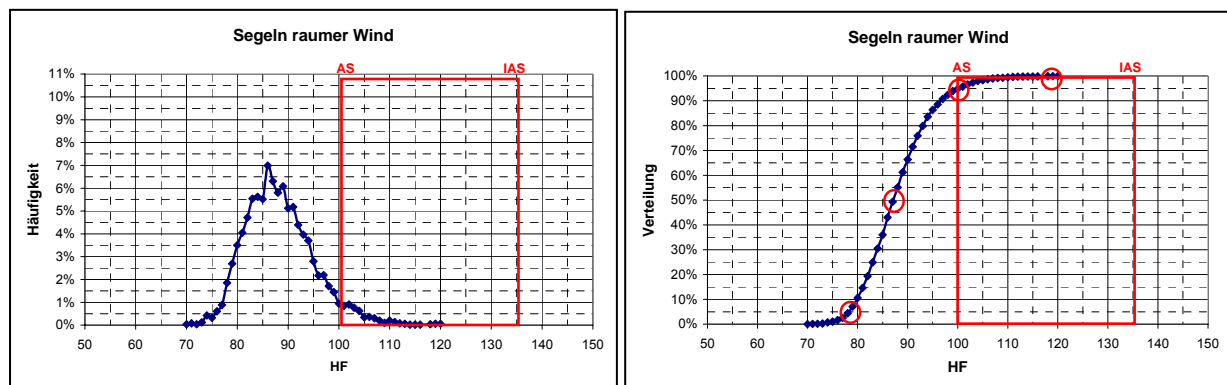 Segeln raumer Wind
AS IAS
11%
10%
9%
8%
7%
6%
5%
4%
3%
2%
1%
0%
Häufigkeit
50 60 70 80 90 100 110 120 130 140 150
HF
Segeln raumer Wind
AS IAS
100%
90%
80%
70%
60%
50%
40%
30%
20%
10%
0%
Verteilung
50 60 70 80 90 100 110 120 130 140 150
HF